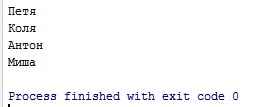 Петя
Коля
Антон
Миша
Process finished with exit code 0